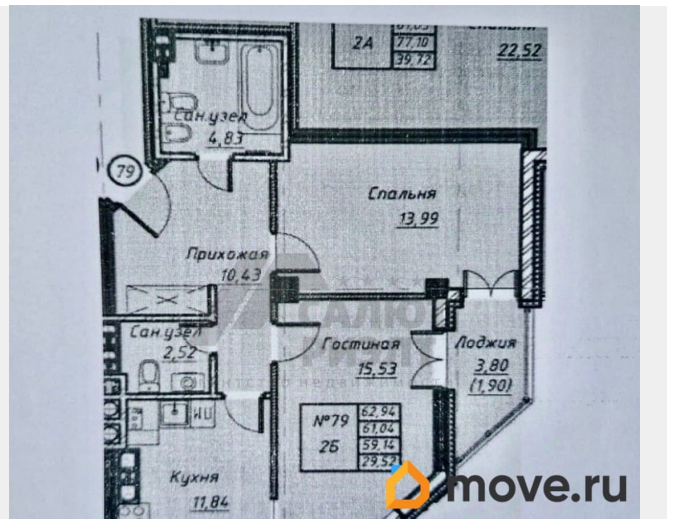 2А
77,10
39,72
Спальня
22,52
Сан.узел
4,83
79
Спальня
13,99
Прихожая
10,43
САЛЮ
РИЭЛТ
Сан.узел
2,52
Гостиная
15,53
Лоджия
3,80
(1,90)
№79
2Б
62,94
61,04
59,14
29,52
Кухня
11,84
move.ru